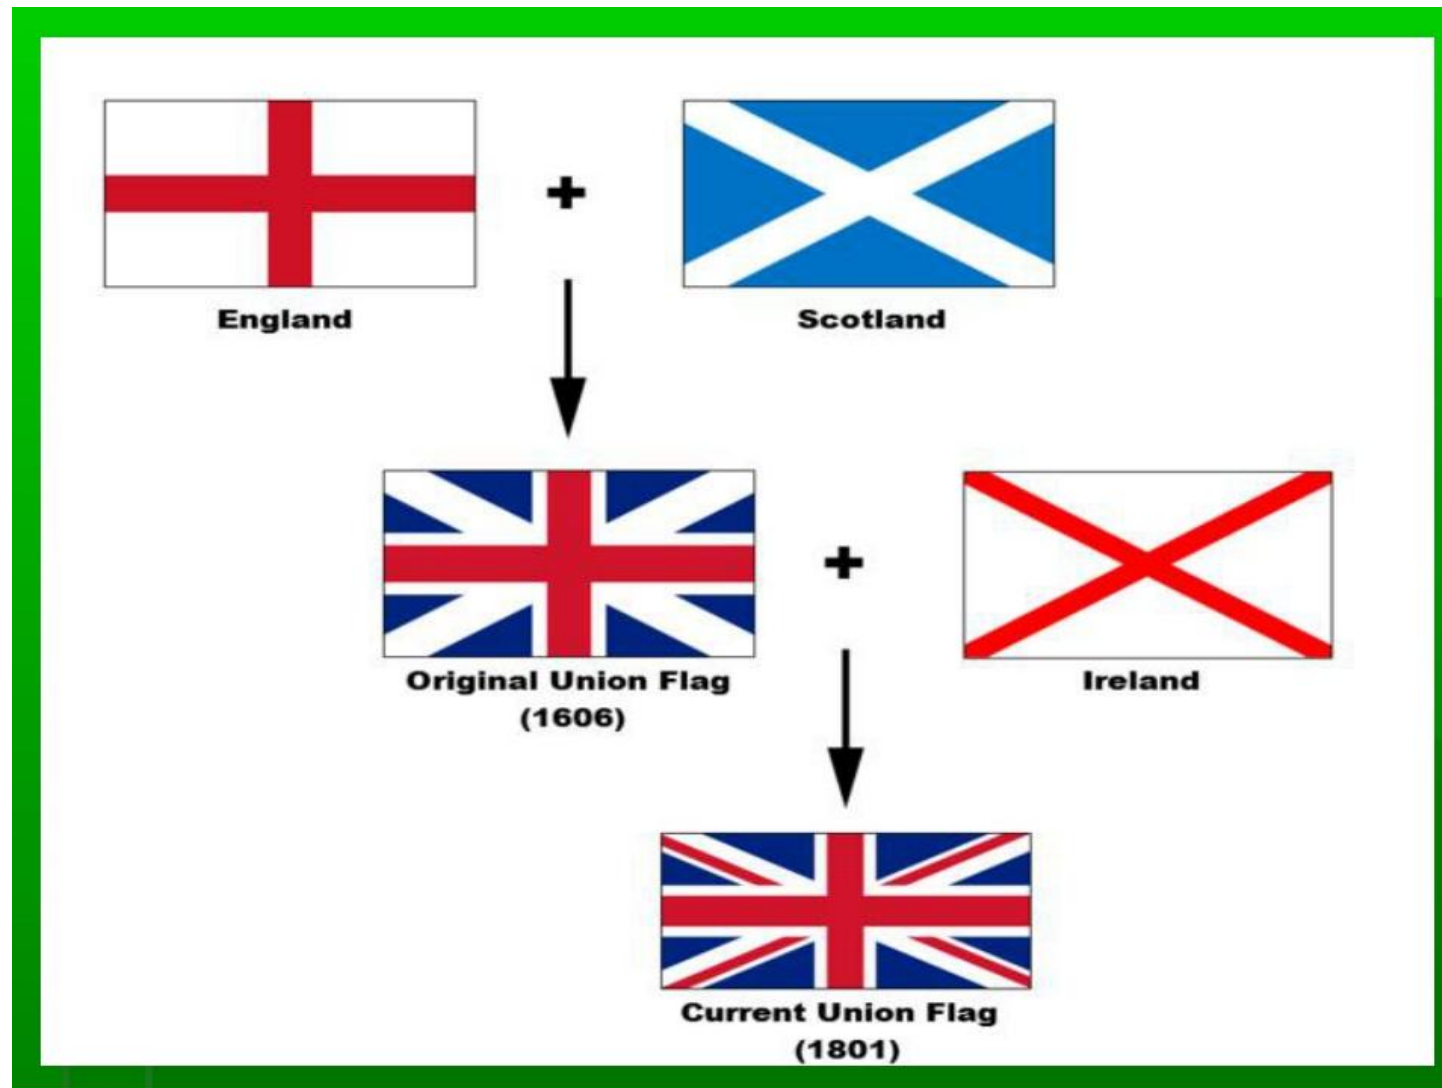 England
Scotland
Original Union Flag
(1606)
Ireland
Current Union Flag
(1801)